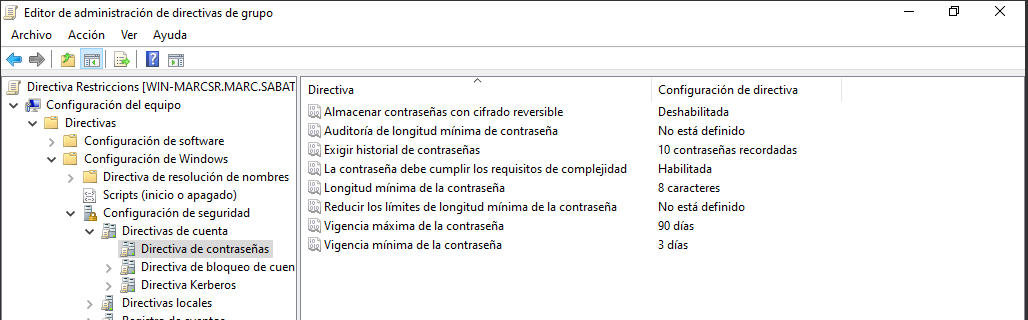 Editor de administración de directivas de grupo
Archivo Acción Ver Ayuda
Directiva Restriccions [WIN-MARCSR.MARC.SABAT
Configuración del equipo
Directivas
Configuración de software
Configuración de Windows
Directiva de resolución de nombres
Scripts (inicio o apagado)
Configuración de seguridad
Directivas de cuenta
Directiva de contraseñas
Directiva de bloqueo de cuen
Directiva Kerberos
Directivas locales
Registro de eventos
Directiva Configuración de directiva
Almacenar contraseñas con cifrado reversible Deshabilitada
Auditoría de longitud mínima de contraseña No está definido
Exigir historial de contraseñas 10 contraseñas recordadas
La contraseña debe cumplir los requisitos de complejidad Habilitada
Longitud mínima de la contraseña 8 caracteres
Reducir los límites de longitud mínima de la contraseña No está definido
Vigencia máxima de la contraseña 90 días
Vigencia mínima de la contraseña 3 días